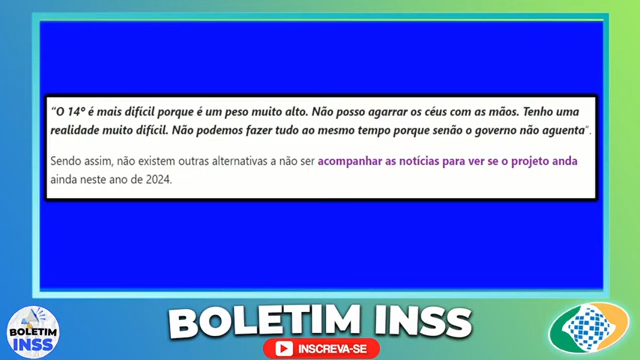 “O 14º é mais difícil porque é um peso muito alto. Não posso agarrar os céus com as mãos. Tenho uma
realidade muito difícil. Não podemos fazer tudo ao mesmo tempo porque senão o governo não aguenta“.
Sendo assim, não existem outras alternativas a não ser acompanhar as notícias para ver se o projeto anda
ainda neste ano de 2024.
BOLETIM
INSS
BOLETIM INSS
INSCREVA-SE